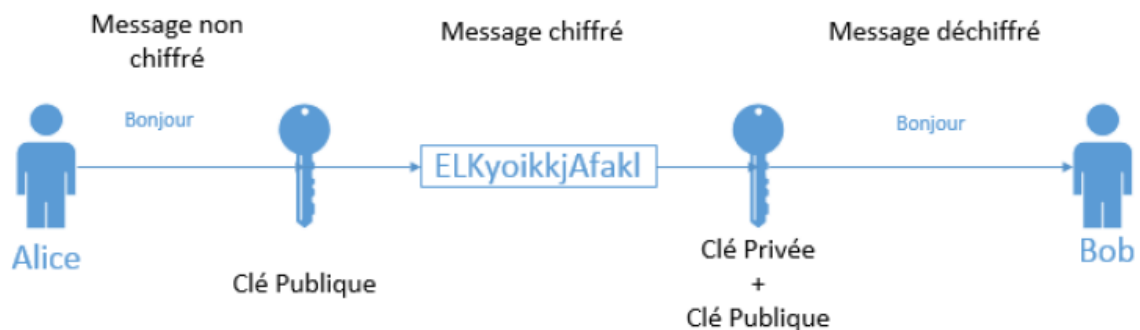 Message non
chiffré
Message chiffré
Message déchiffré
Bonjour
Bonjour
ELKyoikkjAfakl
Alice
Bob
Clé Publique
Clé Privée
+
Clé Publique